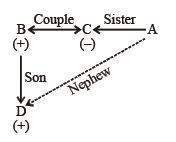 Couple Sister
B C A
(+) (–)
Son
Nephew
D
(+)